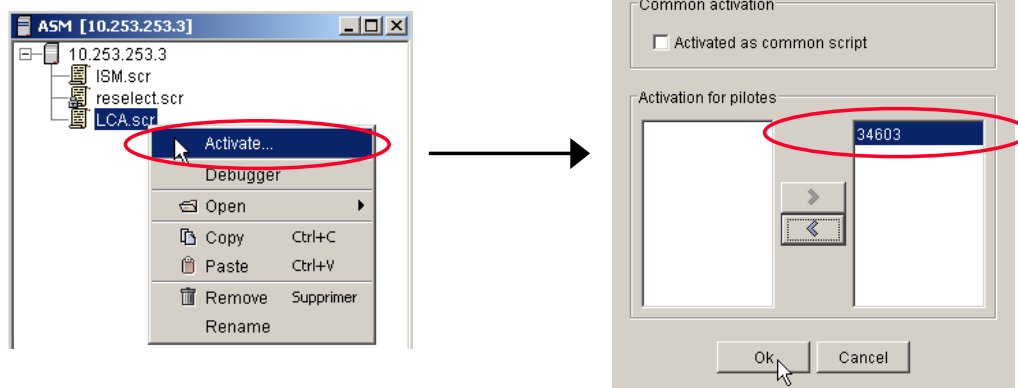 ASM [10.253.253.3]
10.253.253.3
ISM.scr
reselect.scr
LCA.scr
Activate...
Debugger
Open
Copy Ctrl+C
Paste Ctrl+V
Remove Supprimer
Rename
Common activation
Activated as common script
Activation for pilotes
34603
Ok
Cancel